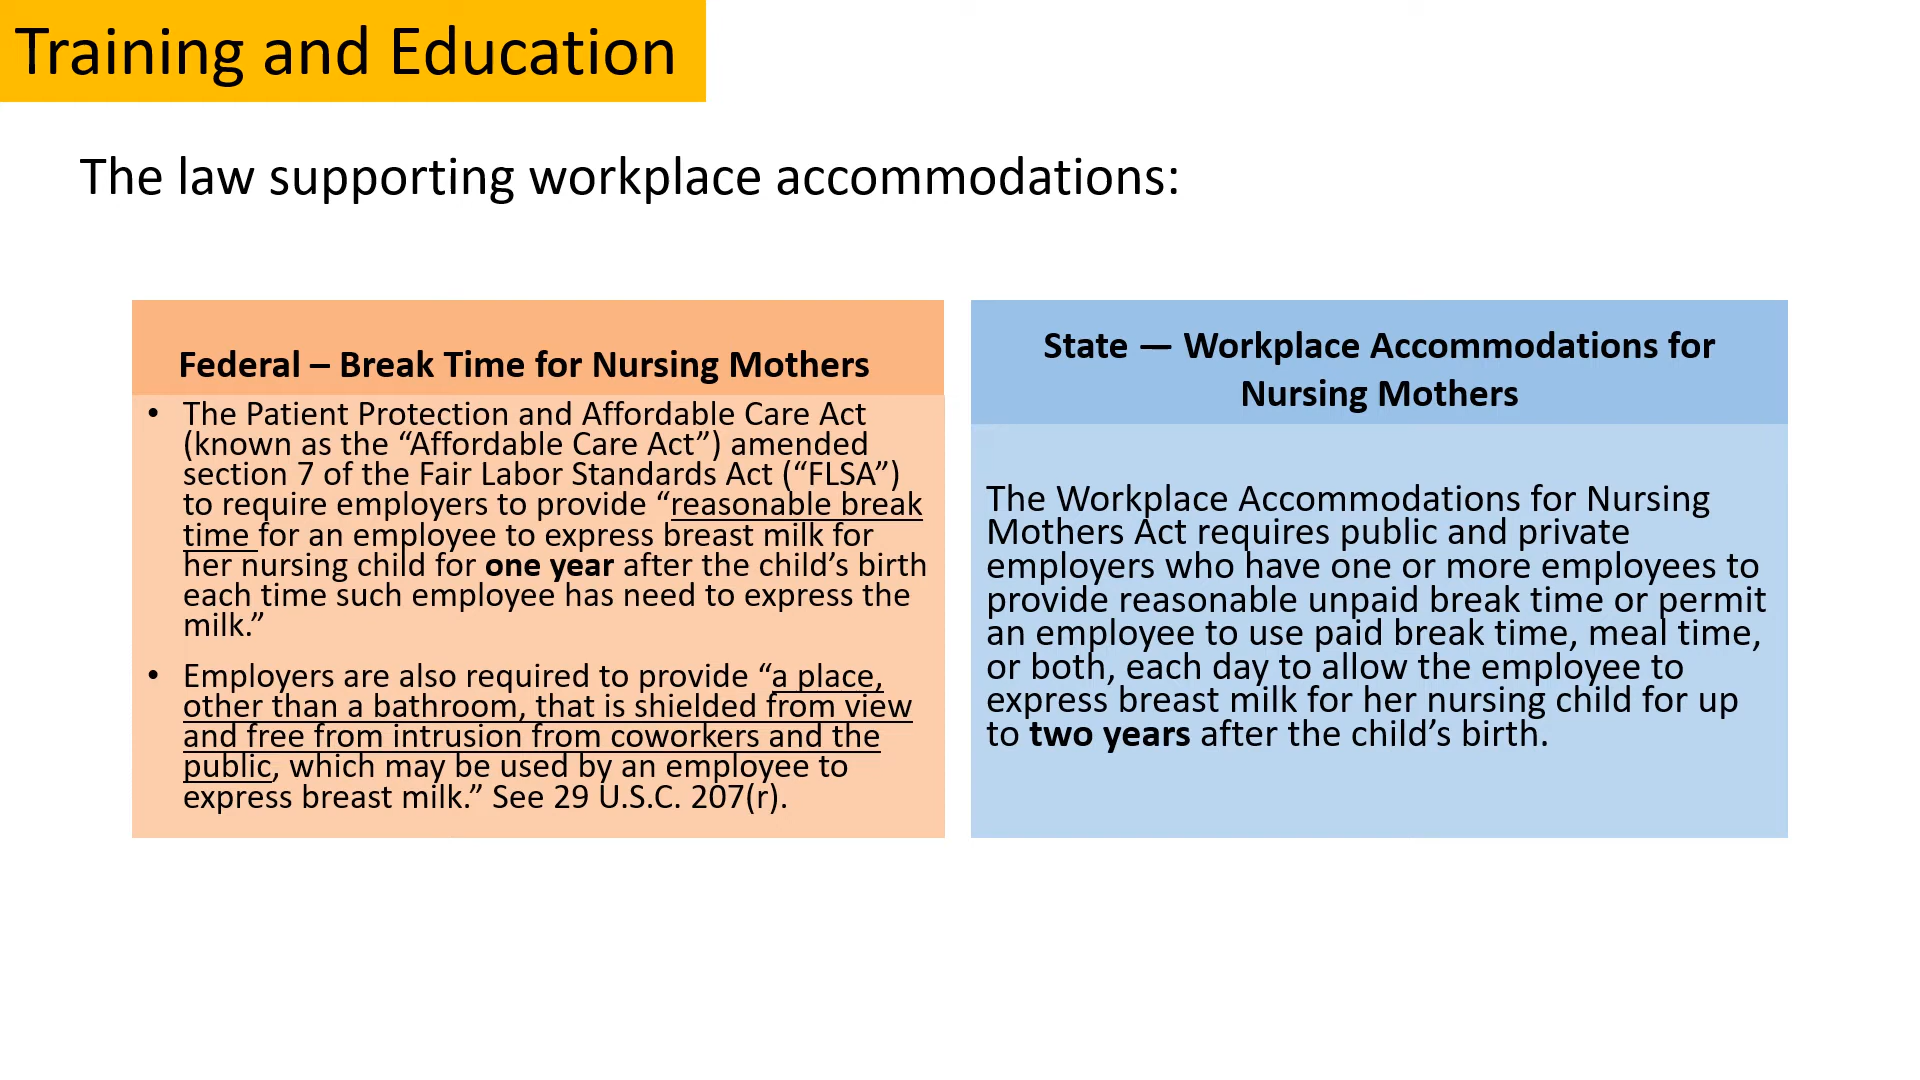 Training and Education
The law supporting workplace accommodations:
Federal – Break Time for Nursing Mothers
• The Patient Protection and Affordable Care Act
(known as the “Affordable Care Act”) amended
section 7 of the Fair Labor Standards Act (“FLSA”)
to require employers to provide “reasonable break
time for an employee to express breast milk for
her nursing child for one year after the child’s birth
each time such employee has need to express the
milk.”
• Employers are also required to provide “a place,
other than a bathroom, that is shielded from view
and free from intrusion from coworkers and the
public, which may be used by an employee to
express breast milk.” See 29 U.S.C. 207(r).
State — Workplace Accommodations for
Nursing Mothers
The Workplace Accommodations for Nursing
Mothers Act requires public and private
employers who have one or more employees to
provide reasonable unpaid break time or permit
an employee to use paid break time, meal time,
or both, each day to allow the employee to
express breast milk for her nursing child for up
to two years after the child’s birth.